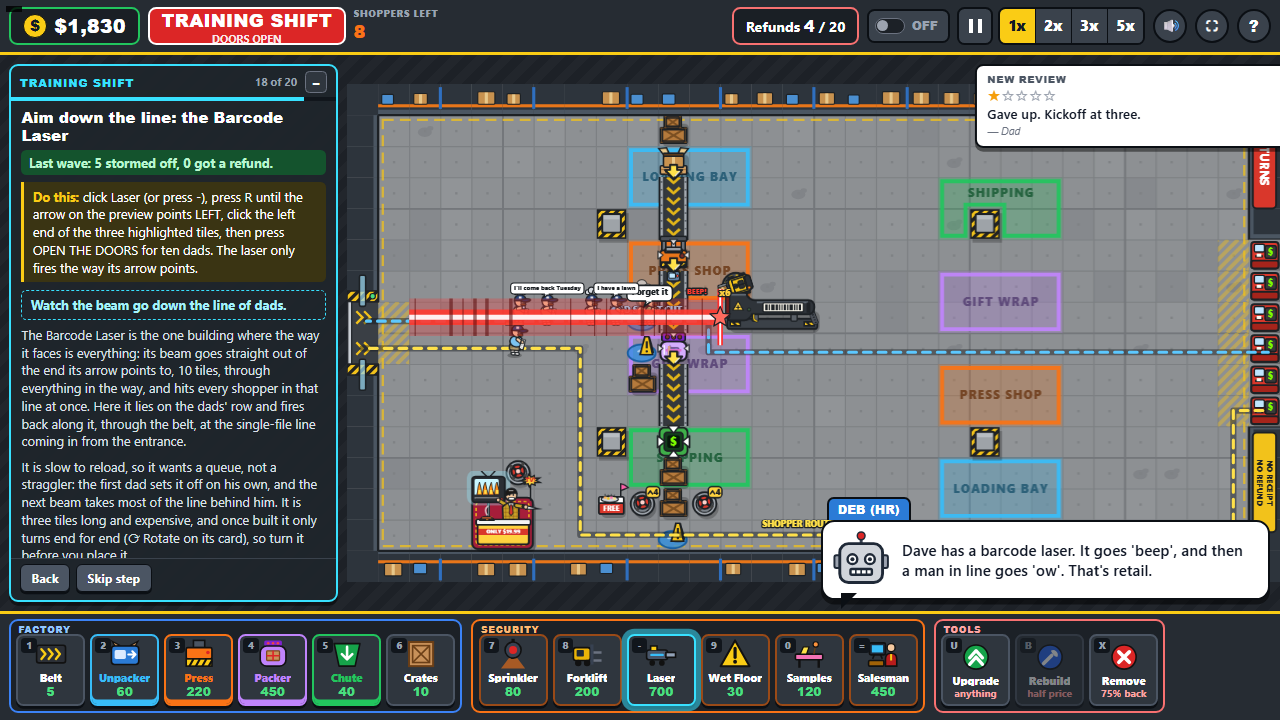 $1,830
TRAINING SHIFT
DOORS OPEN
SHOPPERS LEFT
8
Refunds 4 / 20
OFF
1x
2x
3x
5x
?
TRAINING SHIFT
18 of 20
Aim down the line: the Barcode
Laser
Last wave: 5 stormed off, 0 got a refund.
Do this: click Laser (or press -), press R until the
arrow on the preview points LEFT, click the left
end of the three highlighted tiles, then press
OPEN THE DOORS for ten dads. The laser only
fires the way its arrow points.
Watch the beam go down the line of dads.
The Barcode Laser is the one building where the way
it faces is everything: its beam goes straight out of
the end its arrow points to, 10 tiles, through
everything in the way, and hits every shopper in that
line at once. Here it lies on the dads' row and fires
back along it, through the belt, at the single-file line
coming in from the entrance.
It is slow to reload, so it wants a queue, not a
straggler: the first dad sets it off on his own, and the
next beam takes most of the line behind him. It is
three tiles long and expensive, and once built it only
turns end for end (⟳ Rotate on its card), so turn it
before you place it.
Back
Skip step
NEW REVIEW
Gave up. Kickoff at three.
— Dad
SHIPPING
GIFT WRAP
PRESS SHOP
LOADING BAY
I'll come back Tuesday
I have a lawn
BEEP!
x6
WRAP
FREE
ONLY $19.95
NO RECEIPT
NO REFUND
DEB (HR)
Dave has a barcode laser. It goes 'beep', and then
a man in line goes 'ow'. That's retail.
FACTORY
1
Belt
5
2
Unpacker
60
3
Press
220
4
Packer
450
5
Chute
40
6
Crates
10
SECURITY
7
Sprinkler
80
8
Forklift
200
-
Laser
700
9
Wet Floor
30
0
Samples
120
=
Salesman
450
TOOLS
U
Upgrade
anything
B
Rebuild
half price
X
Remove
75% back